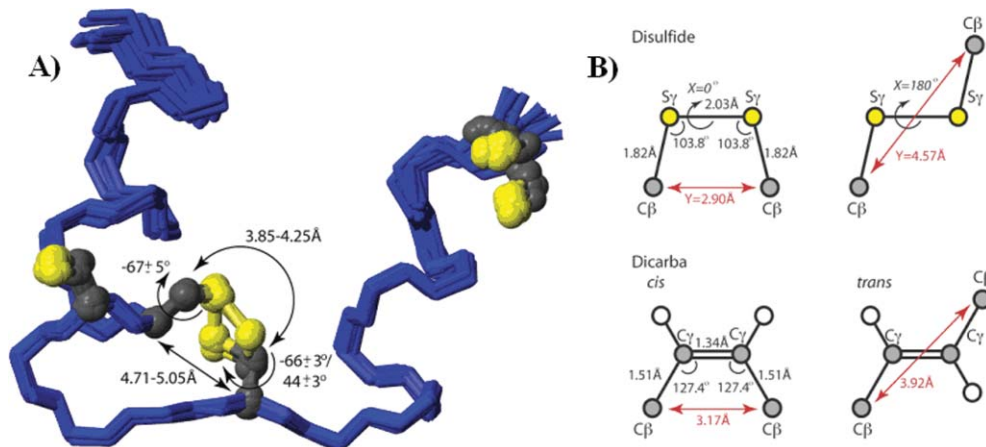 A)
3.85-4.25Å
-67±5°
-66±3°/
44±3°
4.71-5.05Å
B)
Disulfide
Cβ
X=0°
X=180°
Sγ
Sγ
Sγ
Sγ
2.03Å
103.8°
103.8°
1.82Å
1.82Å
Y=4.57Å
Y=2.90Å
Cβ
Cβ
Cβ
Dicarba
cis
trans
Cβ
Cγ
Cγ
Cγ
1.34Å
Cγ
1.51Å
1.51Å
127.4°
127.4°
3.92Å
3.17Å
Cβ
Cβ
Cβ